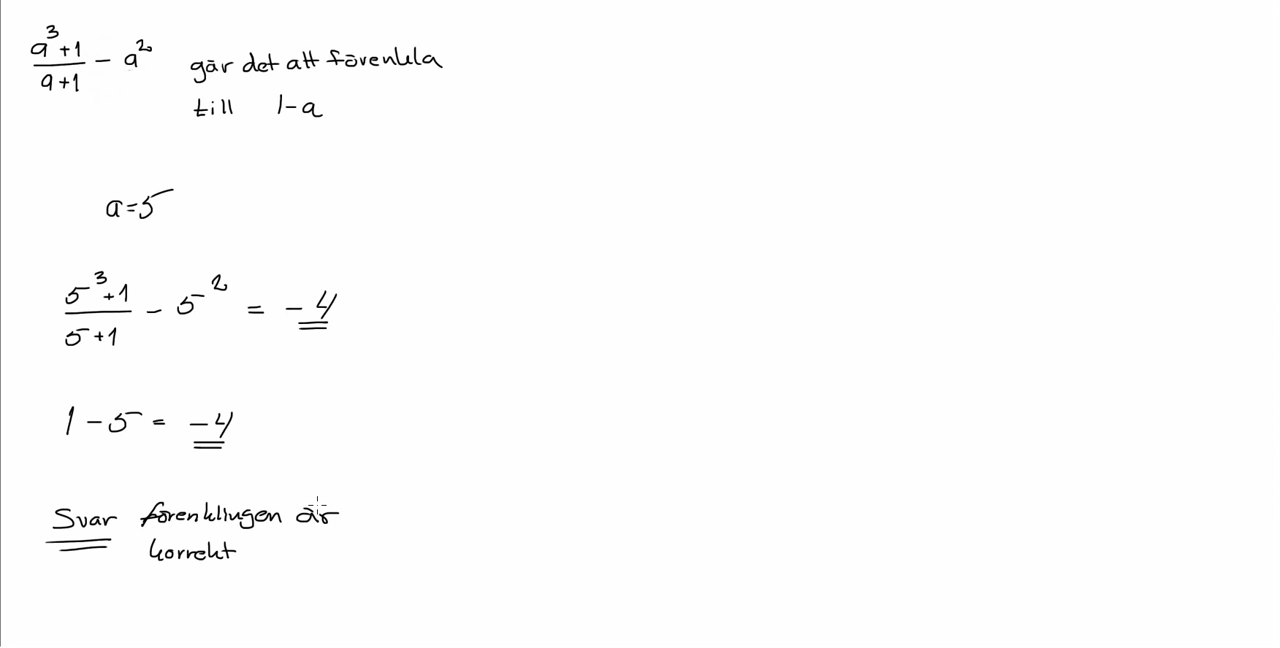 (a³+1)/(a+1) − a² går det att förenkla
till 1−a
a=5
(5³+1)/(5+1) − 5² = −4
1−5 = −4
Svar förenklingen är
korrekt